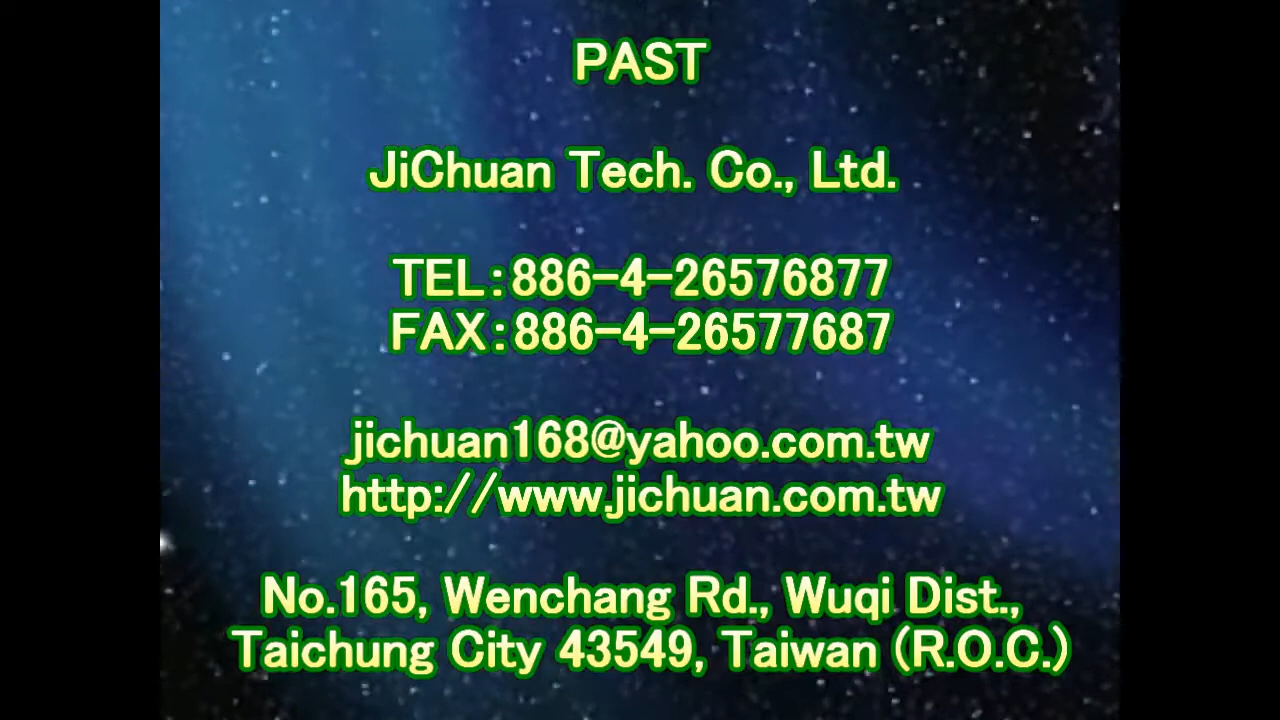 PAST
JiChuan Tech. Co., Ltd.
TEL:886-4-26576877
FAX:886-4-26577687
jichuan168@yahoo.com.tw
http://www.jichuan.com.tw
No.165, Wenchang Rd., Wuqi Dist.,
Taichung City 43549, Taiwan (R.O.C.)